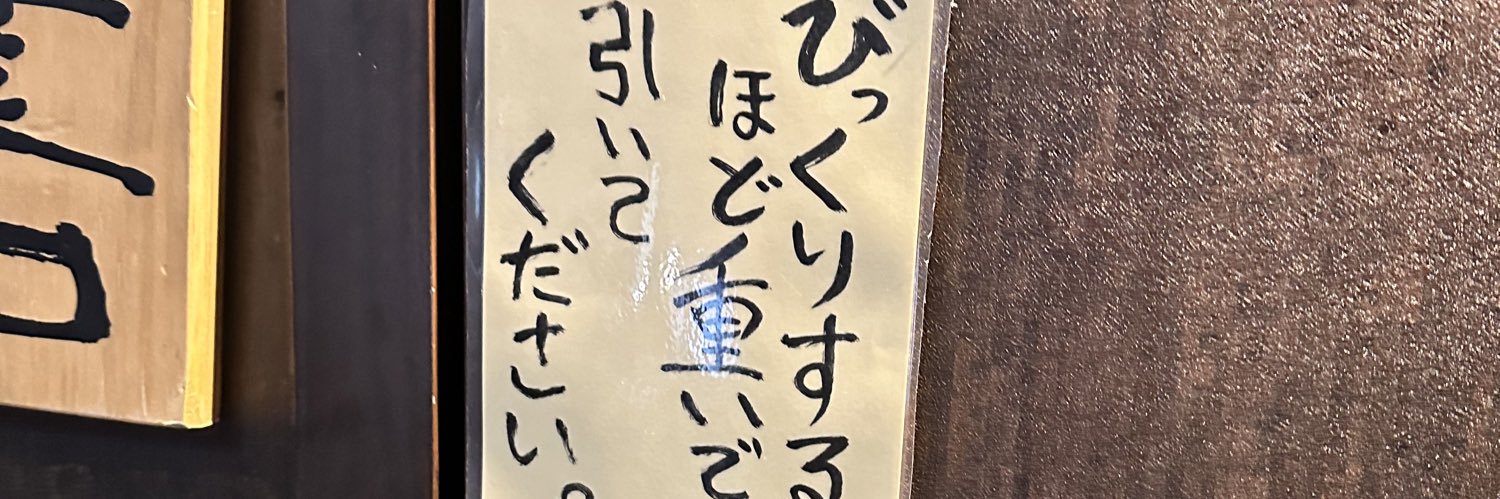 びっくりする
ほど重いで
引いて
ください。